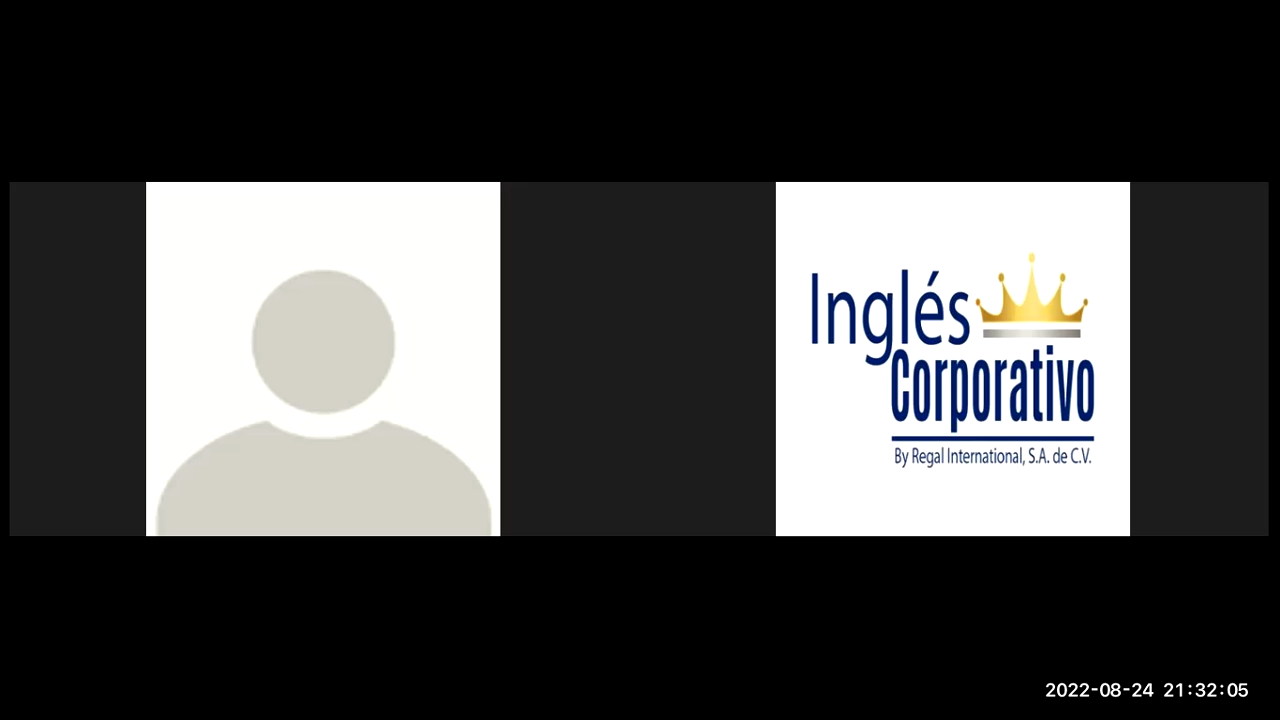 Inglés
Corporativo
By Regal International, S.A. de C.V.
2022-08-24 21:32:05